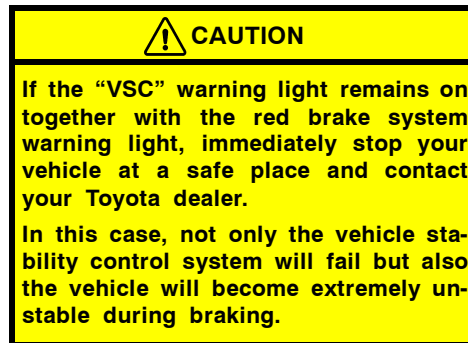 CAUTION
If the “VSC” warning light remains on
together with the red brake system
warning light, immediately stop your
vehicle at a safe place and contact
your Toyota dealer.
In this case, not only the vehicle sta-
bility control system will fail but also
the vehicle will become extremely un-
stable during braking.